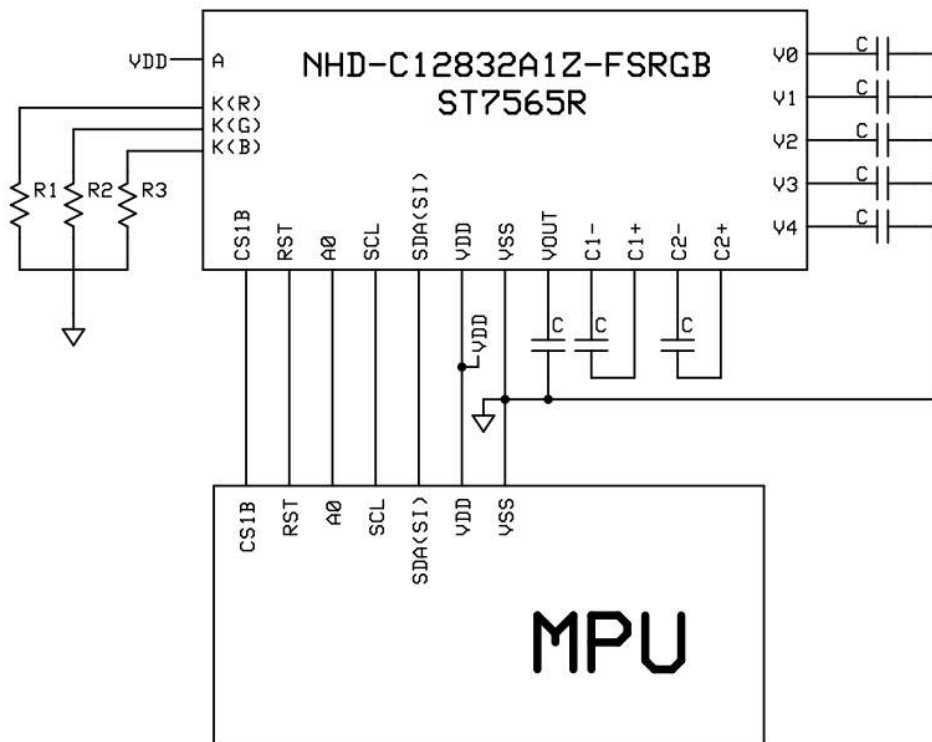 NHD-C12832A1Z-FSRGB
ST7565R
VDD
A
K(R)
K(G)
K(B)
R1
R2
R3
V0
C
V1
C
V2
C
V3
C
V4
C
CS1B
RST
A0
SCL
SDA(SI)
VDD
VSS
VOUT
C1-
C1+
C2-
C2+
VDD
C
C
C
CS1B
RST
A0
SCL
SDA(SI)
VDD
VSS
MPU